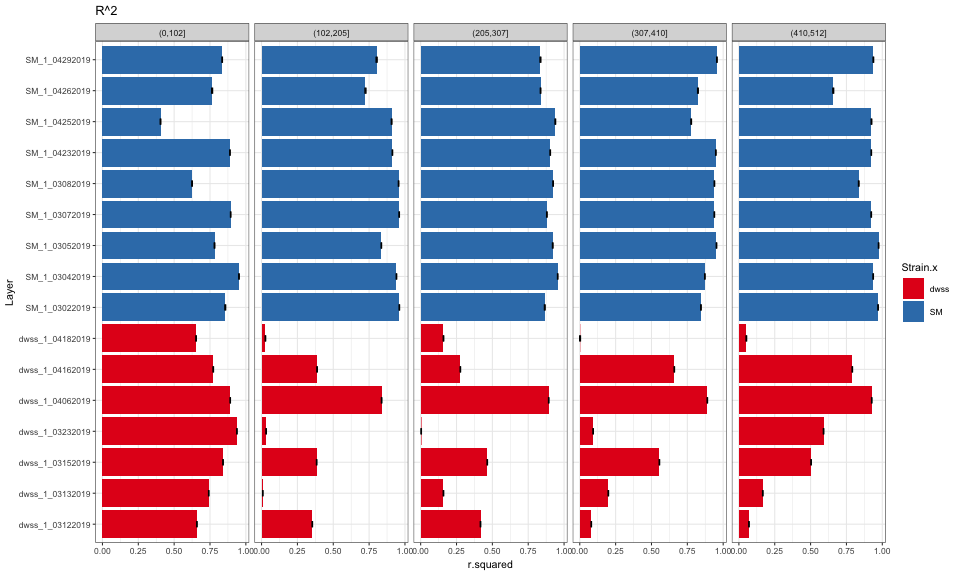 R^2
(0,102] (102,205] (205,307] (307,410] (410,512]
SM_1_04292019
SM_1_04262019
SM_1_04252019
SM_1_04232019
SM_1_03082019
SM_1_03072019
SM_1_03052019
SM_1_03042019
SM_1_03022019
dwss_1_04182019
dwss_1_04162019
dwss_1_04062019
dwss_1_03232019
dwss_1_03152019
dwss_1_03132019
dwss_1_03122019
Layer
0.00 0.25 0.50 0.75 1.00 0.00 0.25 0.50 0.75 1.00 0.00 0.25 0.50 0.75 1.00 0.00 0.25 0.50 0.75 1.00 0.00 0.25 0.50 0.75 1.00
r.squared
Strain.x
dwss
SM